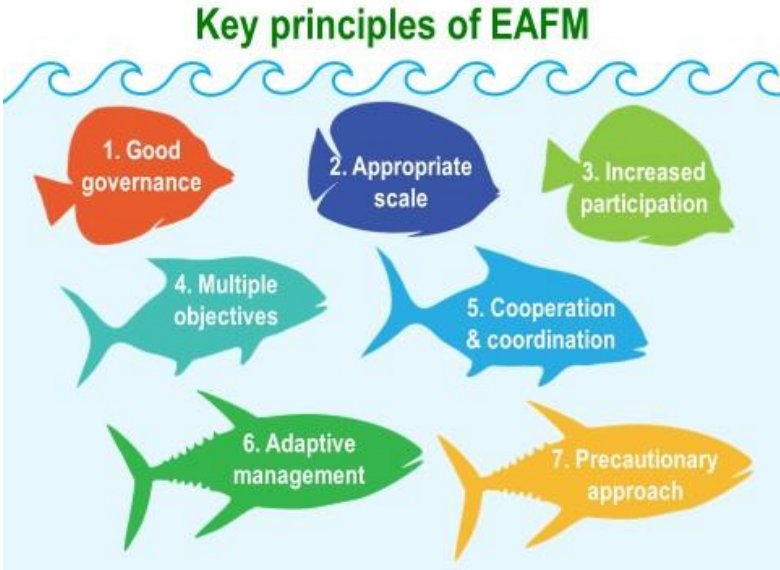 Key principles of EAFM
1. Good
governance
2. Appropriate
scale
3. Increased
participation
4. Multiple
objectives
5. Cooperation
& coordination
6. Adaptive
management
7. Precautionary
approach